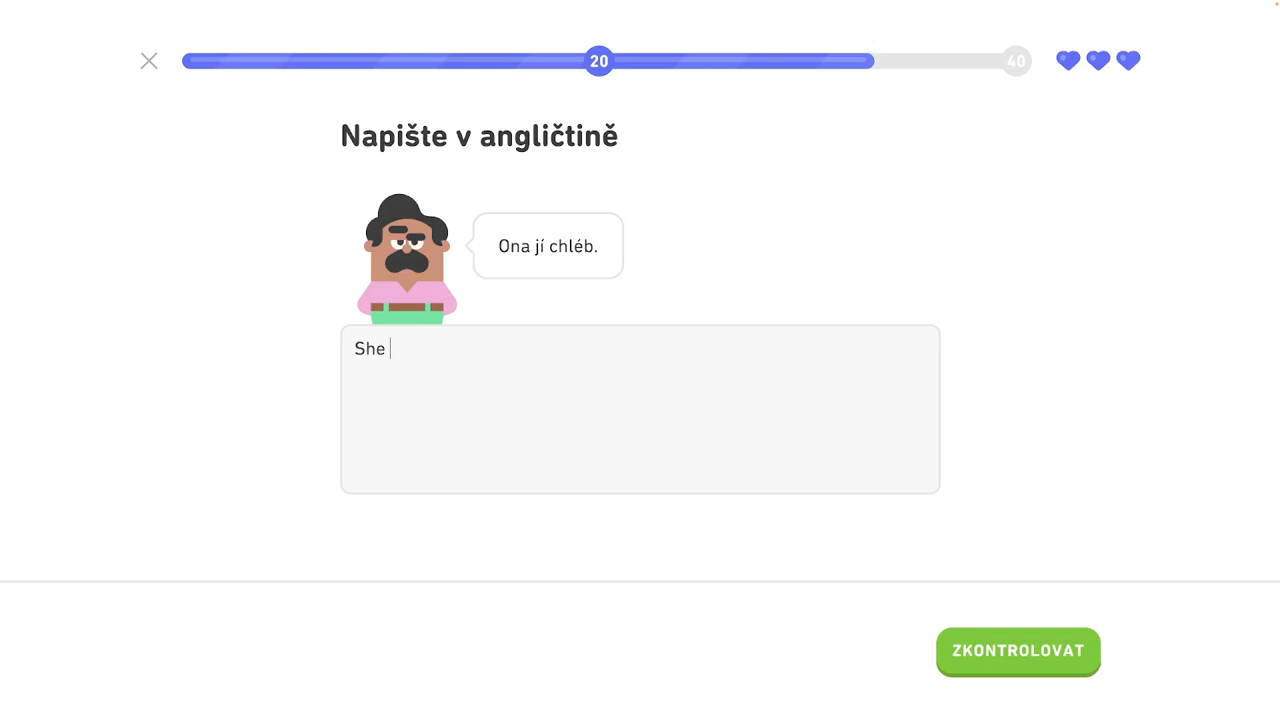 20
40
Napište v angličtině
Ona jí chléb.
She
ZKONTROLOVAT